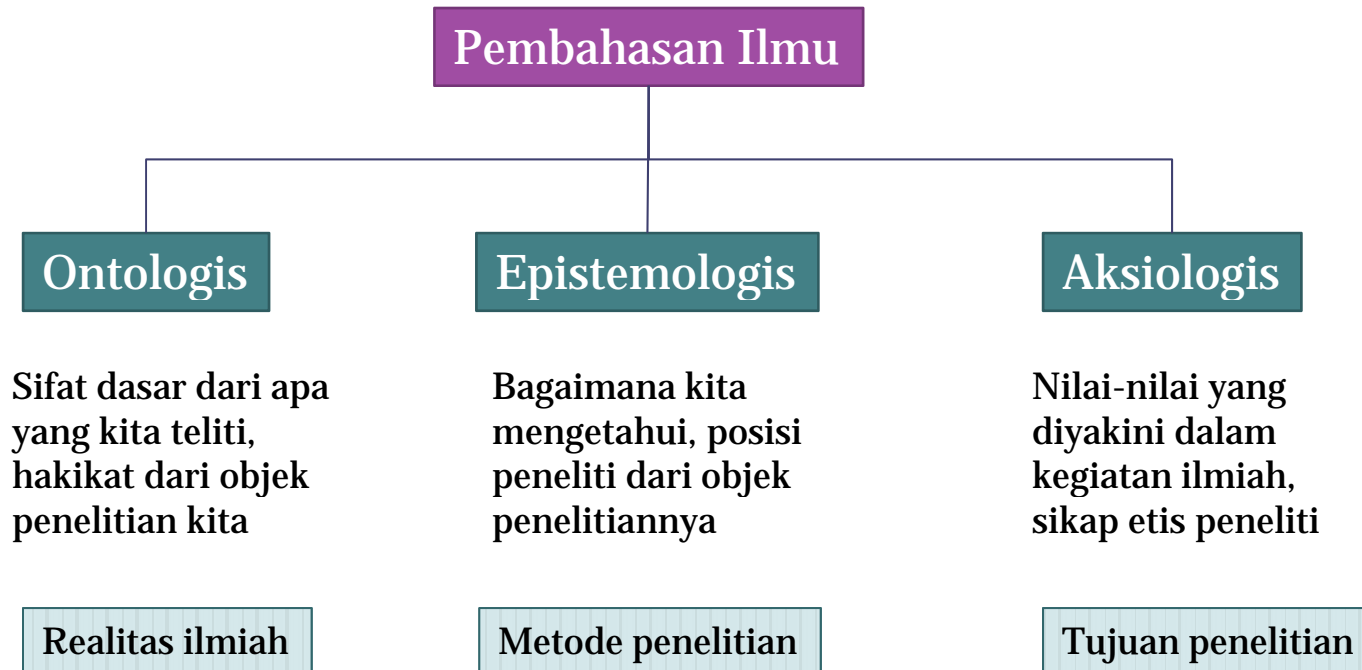 Pembahasan Ilmu
Ontologis
Epistemologis
Aksiologis
Sifat dasar dari apa
yang kita teliti,
hakikat dari objek
penelitian kita
Bagaimana kita
mengetahui, posisi
peneliti dari objek
penelitiannya
Nilai-nilai yang
diyakini dalam
kegiatan ilmiah,
sikap etis peneliti
Realitas ilmiah
Metode penelitian
Tujuan penelitian